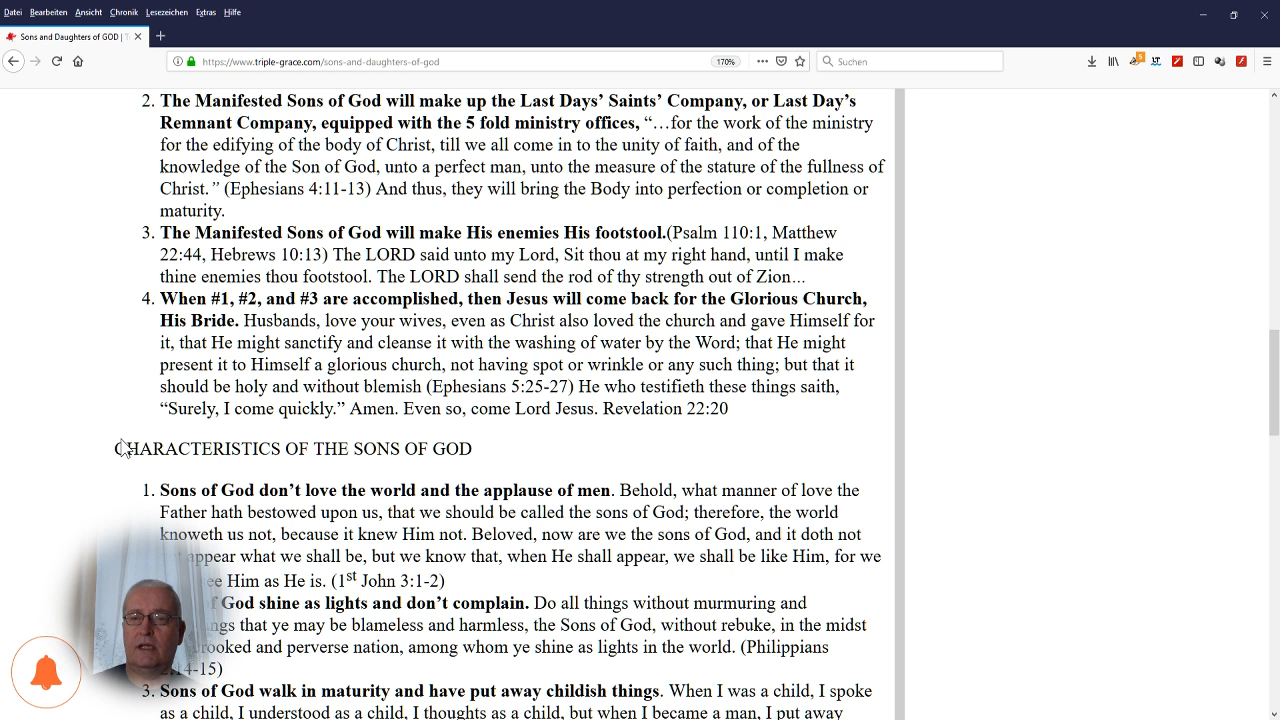 Datei Bearbeiten Ansicht Chronik Lesezeichen Extras Hilfe
Sons and Daughters of GOD |
https://www.triple-grace.com/sons-and-daughters-of-god 170% Suchen
2. The Manifested Sons of God will make up the Last Days’ Saints’ Company, or Last Day’s
Remnant Company, equipped with the 5 fold ministry offices, “…for the work of the ministry
for the edifying of the body of Christ, till we all come in to the unity of faith, and of the
knowledge of the Son of God, unto a perfect man, unto the measure of the stature of the fullness of
Christ.” (Ephesians 4:11-13) And thus, they will bring the Body into perfection or completion or
maturity.
3. The Manifested Sons of God will make His enemies His footstool.(Psalm 110:1, Matthew
22:44, Hebrews 10:13) The LORD said unto my Lord, Sit thou at my right hand, until I make
thine enemies thou footstool. The LORD shall send the rod of thy strength out of Zion…
4. When #1, #2, and #3 are accomplished, then Jesus will come back for the Glorious Church,
His Bride. Husbands, love your wives, even as Christ also loved the church and gave Himself for
it, that He might sanctify and cleanse it with the washing of water by the Word; that He might
present it to Himself a glorious church, not having spot or wrinkle or any such thing; but that it
should be holy and without blemish (Ephesians 5:25-27) He who testifieth these things saith,
“Surely, I come quickly.” Amen. Even so, come Lord Jesus. Revelation 22:20
CHARACTERISTICS OF THE SONS OF GOD
1. Sons of God don’t love the world and the applause of men. Behold, what manner of love the
Father hath bestowed upon us, that we should be called the sons of God; therefore, the world
knoweth us not, because it knew Him not. Beloved, now are we the sons of God, and it doth not
appear what we shall be, but we know that, when He shall appear, we shall be like Him, for we
Him as He is. (1st John 3:1-2)
God shine as lights and don’t complain. Do all things without murmuring and
that ye may be blameless and harmless, the Sons of God, without rebuke, in the midst
and perverse nation, among whom ye shine as lights in the world. (Philippians
2:14-15)
3. Sons of God walk in maturity and have put away childish things. When I was a child, I spoke
as a child, I understood as a child, I thoughts as a child, but when I became a man, I put away